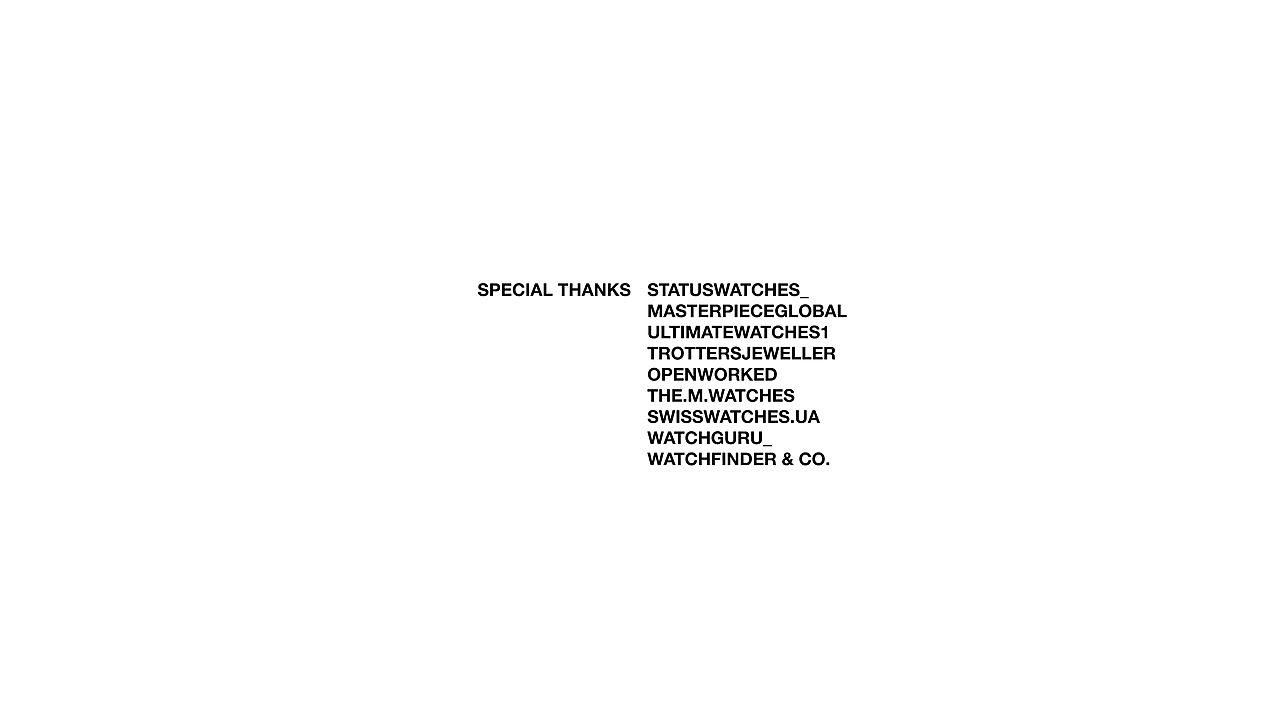 SPECIAL THANKS STATUSWATCHES_
MASTERPIECEGLOBAL
ULTIMATEWATCHES1
TROTTERSJEWELLER
OPENWORKED
THE.M.WATCHES
SWISSWATCHES.UA
WATCHGURU_
WATCHFINDER & CO.